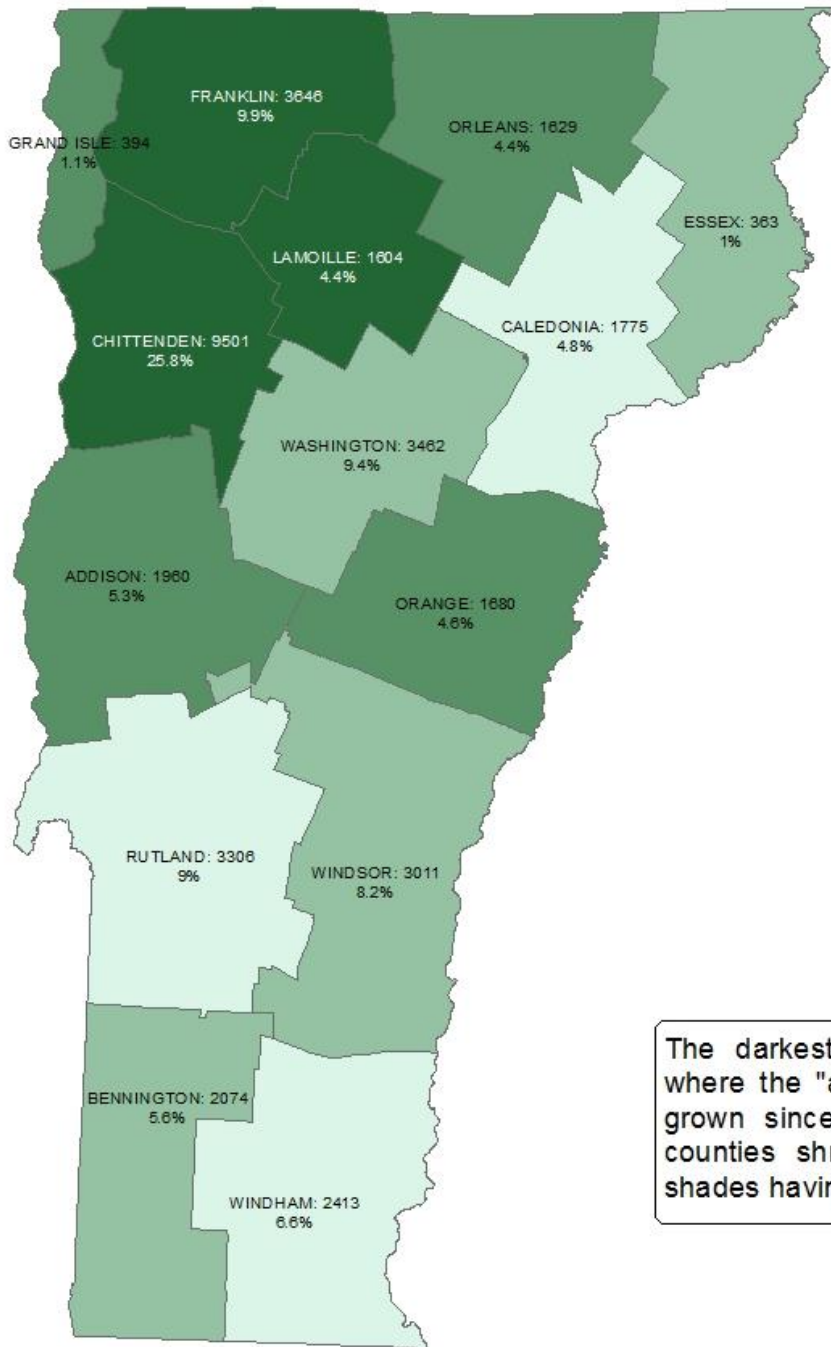 FRANKLIN: 3646
9.9%
ORLEANS: 1629
4.4%
GRAND ISLE: 394
1.1%
ESSEX: 363
1%
LAMOILLE: 1604
4.4%
CALEDONIA: 1775
4.8%
CHITTENDEN: 9501
25.8%
WASHINGTON: 3462
9.4%
ADDISON: 1960
5.3%
ORANGE: 1680
4.6%
RUTLAND: 3306
9%
WINDSOR: 3011
8.2%
BENNINGTON: 2074
5.6%
WINDHAM: 2413
6.6%
The darkest
where the "a
grown since
counties shr
shades havin